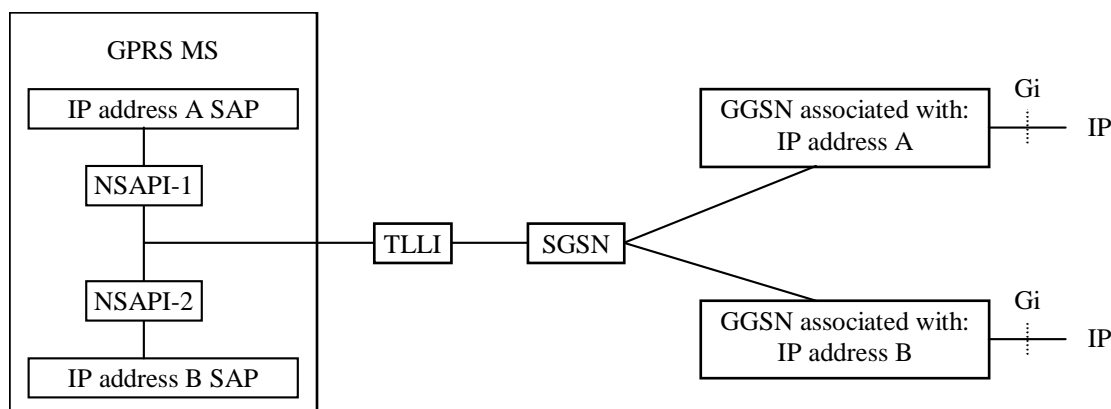 GPRS MS
IP address A SAP
NSAPI-1
NSAPI-2
IP address B SAP
TLLI
SGSN
GGSN associated with:
IP address A
Gi
IP
GGSN associated with:
IP address B
Gi
IP